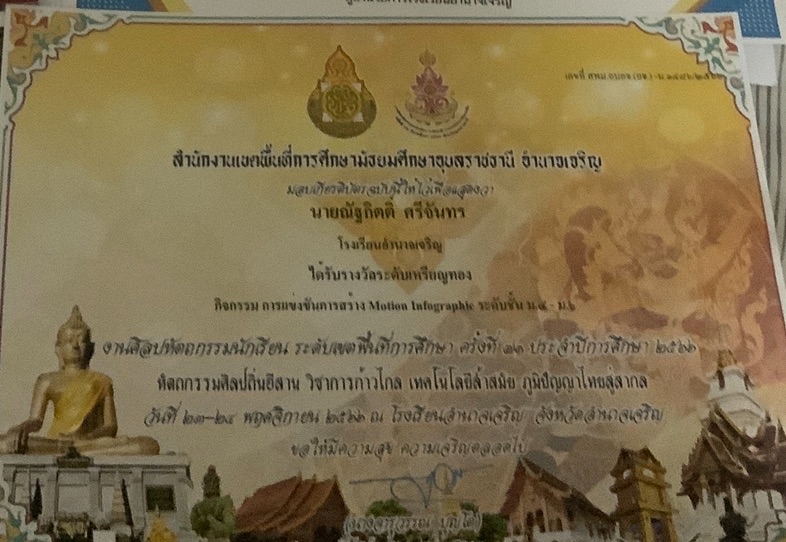 เลขที่ สพม.อบอจ.(อจ.)-น.
สำนักงานเขตพื้นที่การศึกษามัธยมศึกษาอุบลราชธานี อำนาจเจริญ
มอบเกียรติบัตรฉบับนี้ให้ไว้เพื่อแสดงว่า
นายณัฐกิตติ์ ศรีจันทร
โรงเรียนอำนาจเจริญ
ได้รับรางวัลระดับเหรียญทอง
กิจกรรม การแข่งขันการสร้าง Motion Infographic ระดับชั้น ม.๔ - ม.๖
งานศิลปหัตถกรรมนักเรียน ระดับเขตพื้นที่การศึกษา ครั้งที่ ๗๑ ประจำปีการศึกษา ๒๕๖๖
หัตถกรรมศิลป์ถิ่นอีสาน วิชาการก้าวไกล เทคโนโลยีล้ำสมัย ภูมิปัญญาไทยสู่สากล
วันที่ ๒๓-๒๔ พฤศจิกายน ๒๕๖๖ ณ โรงเรียนอำนาจเจริญ จังหวัดอำนาจเจริญ
ขอให้มีความสุข ความเจริญตลอดไป